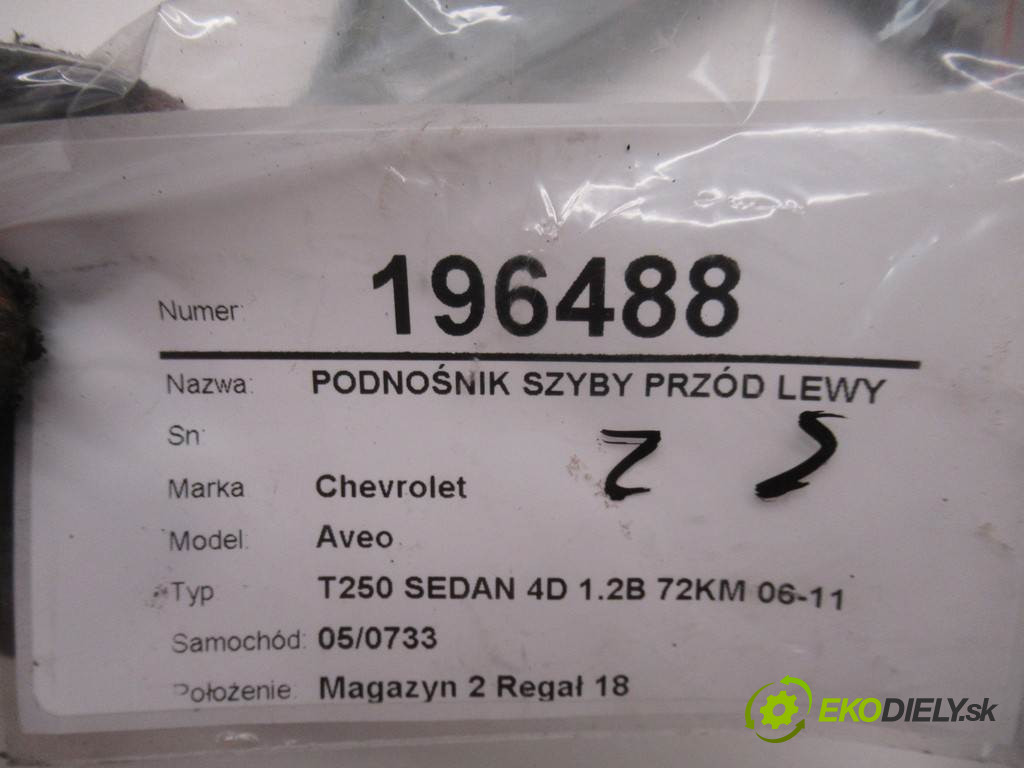 Numer: 196488
Nazwa: PODNOŚNIK SZYBY PRZÓD LEWY
Sn:
Marka Chevrolet
Model: Aveo
Typ T250 SEDAN 4D 1.2B 72KM 06-11
Samochód: 05/0733
Położenie: Magazyn 2 Regał 18
EKODIELY.sk